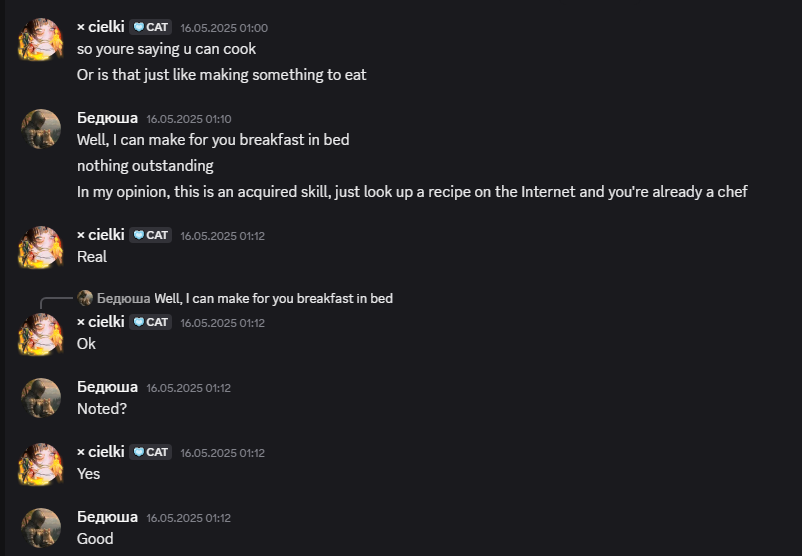 × cielki CAT 16.05.2025 01:00
so youre saying u can cook
Or is that just like making something to eat
Бедюша 16.05.2025 01:10
Well, I can make for you breakfast in bed
nothing outstanding
In my opinion, this is an acquired skill, just look up a recipe on the Internet and you're already a chef
× cielki CAT 16.05.2025 01:12
Real
Бедюша Well, I can make for you breakfast in bed
× cielki CAT 16.05.2025 01:12
Ok
Бедюша 16.05.2025 01:12
Noted?
× cielki CAT 16.05.2025 01:12
Yes
Бедюша 16.05.2025 01:12
Good